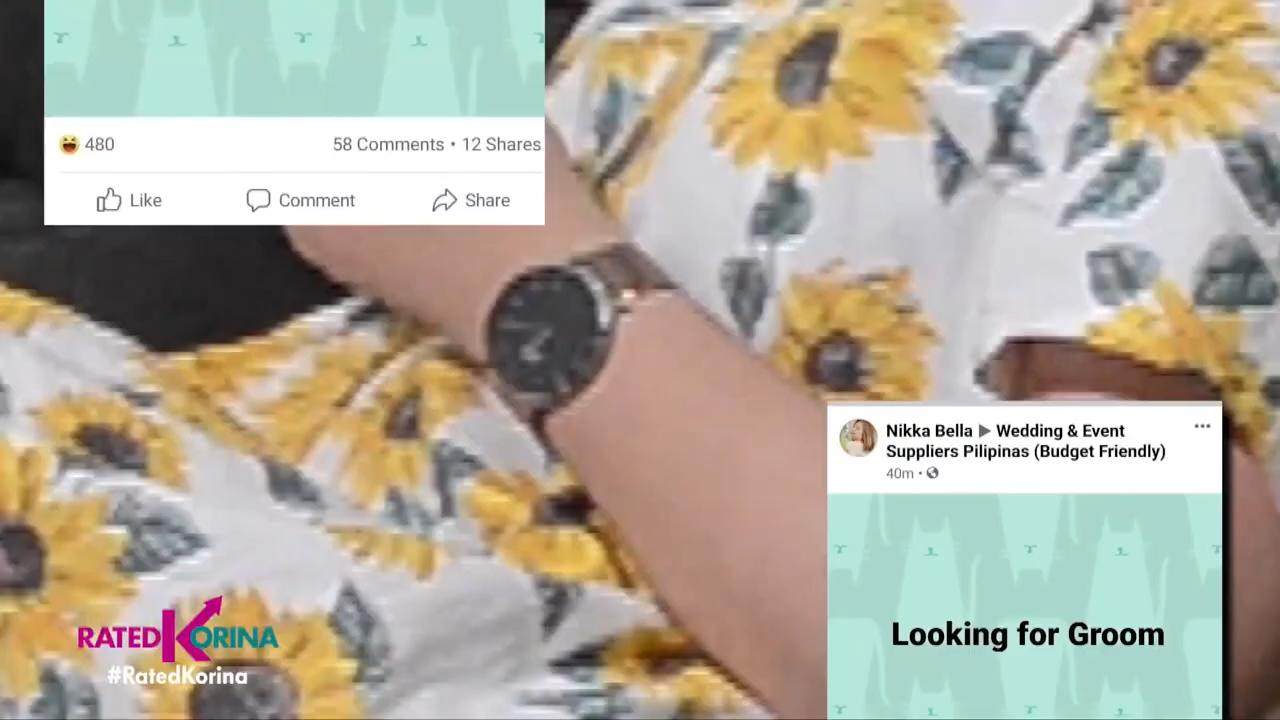 480
58 Comments • 12 Shares
Like
Comment
Share
Nikka Bella ▶ Wedding & Event
Suppliers Pilipinas (Budget Friendly)
40m •
Looking for Groom
RATED KORINA
#RatedKorina